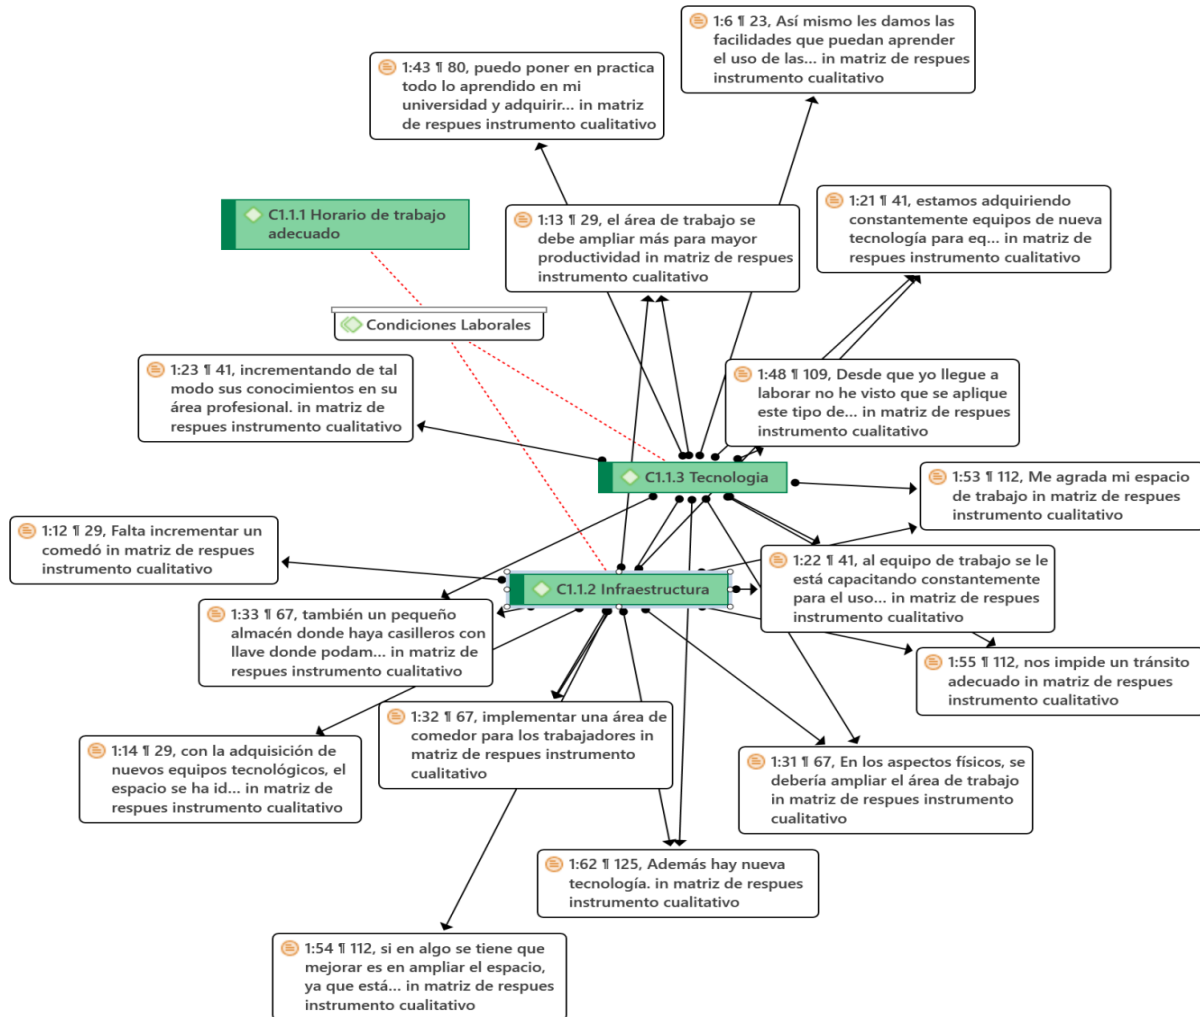 1:6 ¶ 23, Así mismo les damos las
facilidades que puedan aprender
el uso de las... in matriz de respues
instrumento cualitativo
1:43 ¶ 80, puedo poner en practica
todo lo aprendido en mi
universidad y adquirir... in matriz
de respues instrumento cualitativo
1:21 ¶ 41, estamos adquiriendo
constantemente equipos de nueva
tecnología para eq... in matriz de
respues instrumento cualitativo
C1.1.1 Horario de trabajo
adecuado
1:13 ¶ 29, el área de trabajo se
debe ampliar más para mayor
productividad in matriz de respues
instrumento cualitativo
Condiciones Laborales
1:23 ¶ 41, incrementando de tal
modo sus conocimientos en su
área profesional. in matriz de
respues instrumento cualitativo
1:48 ¶ 109, Desde que yo llegue a
laborar no he visto que se aplique
este tipo de... in matriz de respues
instrumento cualitativo
C1.1.3 Tecnologia
1:53 ¶ 112, Me agrada mi espacio
de trabajo in matriz de respues
instrumento cualitativo
1:12 ¶ 29, Falta incrementar un
comedó in matriz de respues
instrumento cualitativo
1:22 ¶ 41, al equipo de trabajo se le
está capacitando constantemente
para el uso... in matriz de respues
instrumento cualitativo
C1.1.2 Infraestructura
1:33 ¶ 67, también un pequeño
almacén donde haya casilleros con
llave donde podam... in matriz de
respues instrumento cualitativo
1:55 ¶ 112, nos impide un tránsito
adecuado in matriz de respues
instrumento cualitativo
1:32 ¶ 67, implementar una área de
comedor para los trabajadores in
matriz de respues instrumento
cualitativo
1:14 ¶ 29, con la adquisición de
nuevos equipos tecnológicos, el
espacio se ha id... in matriz de
respues instrumento cualitativo
1:31 ¶ 67, En los aspectos físicos, se
debería ampliar el área de trabajo
in matriz de respues instrumento
cualitativo
1:62 ¶ 125, Además hay nueva
tecnología. in matriz de respues
instrumento cualitativo
1:54 ¶ 112, si en algo se tiene que
mejorar es en ampliar el espacio,
ya que está... in matriz de respues
instrumento cualitativo